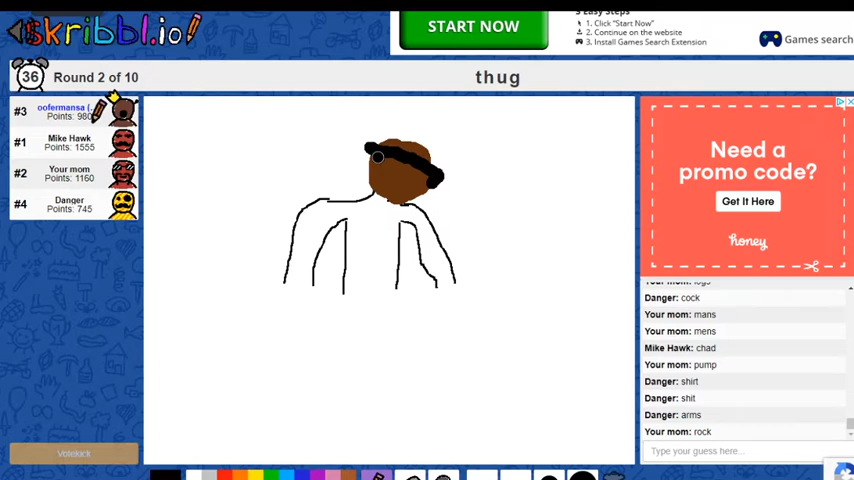 3 Easy Steps
skribbl.io
START NOW
1. Click "Start Now"
2. Continue on the website
3. Install Games Search Extension
Games search
36
Round 2 of 10
thug
#3
oofermansa (...
Points: 980
#1
Mike Hawk
Points: 1555
#2
Your mom
Points: 1160
#4
Danger
Points: 745
Need a
promo code?
Get It Here
honey
Danger: cock
Your mom: mans
Your mom: mens
Mike Hawk: chad
Your mom: pump
Danger: shirt
Danger: shit
Danger: arms
Your mom: rock
Type your guess here...
Votekick